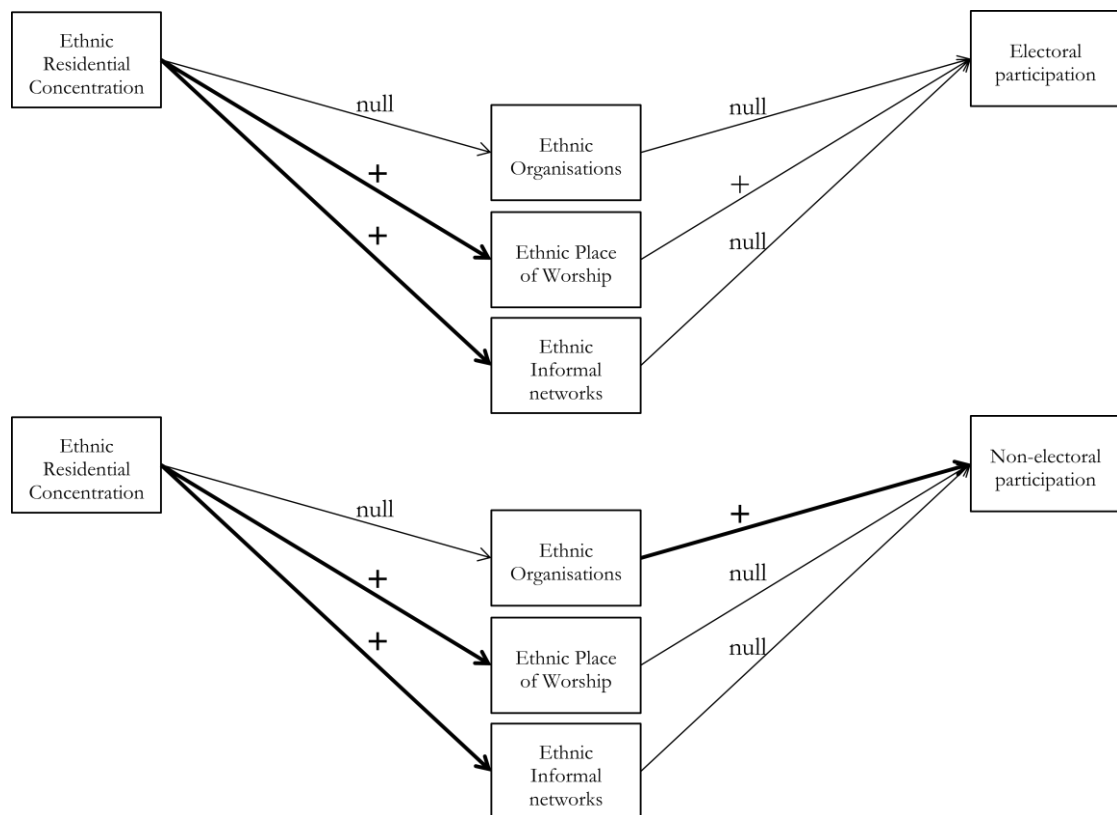 Ethnic
Residential
Concentration
Electoral
participation
null
null
Ethnic
Organisations
+
+
+
Ethnic Place
of Worship
null
Ethnic
Informal
networks
Ethnic
Residential
Concentration
Non-electoral
participation
null
+
Ethnic
Organisations
+
null
+
null
Ethnic Place
of Worship
Ethnic
Informal
networks